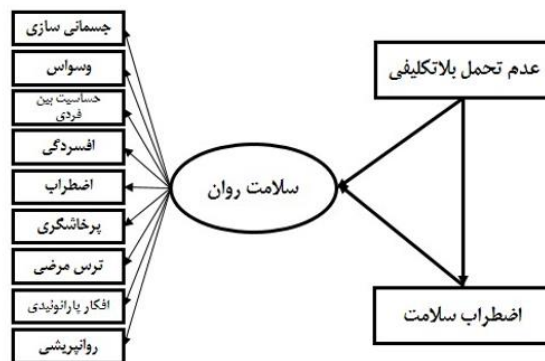 عدم تحمل بلاتکلیفی
اضطراب سلامت
سلامت روان
جسمانی سازی
وسواس
حساسیت بین
فردی
افسردگی
اضطراب
پرخاشگری
ترس مرضی
افکار پارانوئیدی
روانپریشی